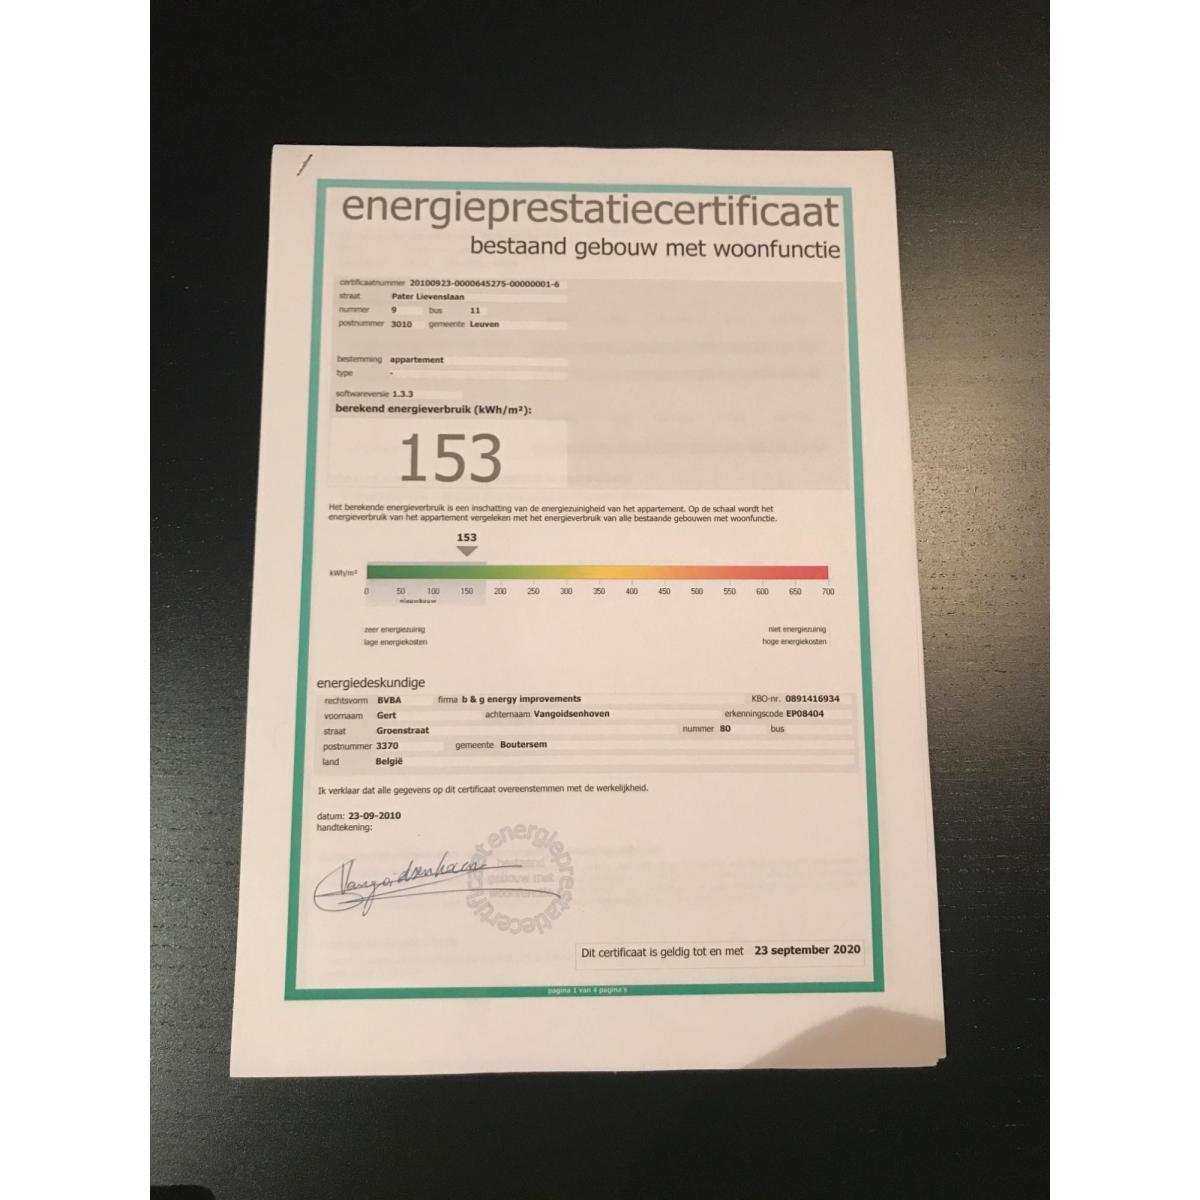 energieprestatiecertificaat
bestaand gebouw met woonfunctie
certificaatnummer 20100923-0000645275-00000001-6
straat Pater Lievenslaan
nummer 9 bus 11
postnummer 3010 gemeente Leuven
bestemming appartement
type -
softwareversie 1.3.3
berekend energieverbruik (kWh/m²):
153
Het berekende energieverbruik is een inschatting van de energiezuinigheid van het appartement. Op de schaal wordt het
energieverbruik van het appartement vergeleken met het energieverbruik van alle bestaande gebouwen met woonfunctie.
153
kWh/m²
0 50 100 150 200 250 300 350 400 450 500 550 600 650 700
nieuwbouw
zeer energiezuinig niet energiezuinig
lage energiekosten hoge energiekosten
energiedeskundige
rechtsvorm BVBA firma b & g energy improvements KBO-nr. 0891416934
voornaam Gert achternaam Vangoidsenhoven erkenningscode EP08404
straat Groenstraat nummer 80 bus
postnummer 3370 gemeente Boutersem
land België
Ik verklaar dat alle gegevens op dit certificaat overeenstemmen met de werkelijkheid.
datum: 23-09-2010
handtekening:
Vangoidsenhoven
energieprestatiecertificaat
bestaand
gebouw met
woonfunctie
Dit certificaat is geldig tot en met 23 september 2020
pagina 1 van 4 pagina's